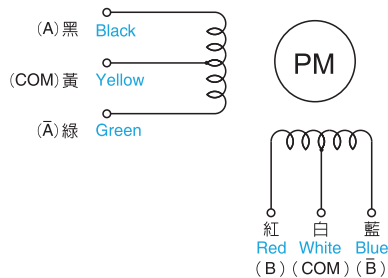 (A) 黑 Black
(COM) 黃 Yellow
(A̅) 綠 Green
PM
紅 白 藍
Red White Blue
(B) (COM) (B̅)